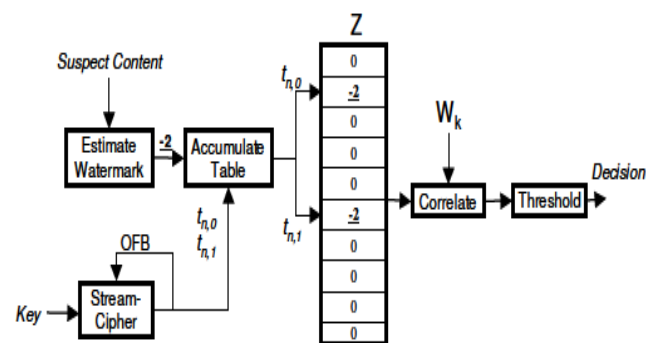 Z
Suspect Content
t_{n,0}
0
-2
0
0
0
-2
0
0
0
0
W_k
-2
Estimate
Watermark
Accumulate
Table
t_{n,1}
Correlate
Threshold
Decision
t_{n,0}
t_{n,1}
OFB
Key
Stream-
Cipher